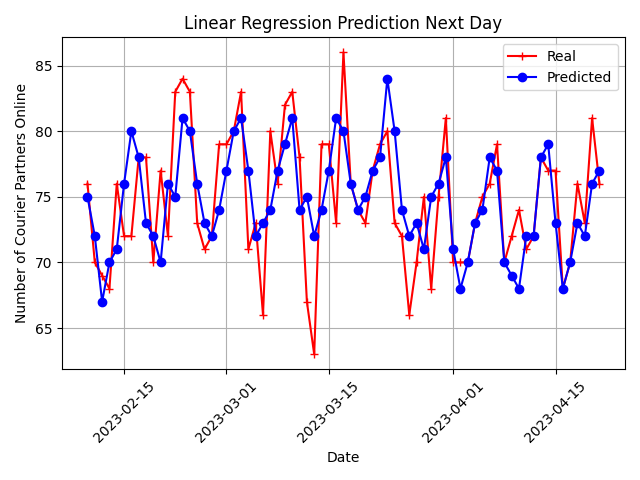 Linear Regression Prediction Next Day
Real
Predicted
Number of Courier Partners Online
85
80
75
70
65
2023-02-15
2023-03-01
2023-03-15
2023-04-01
2023-04-15
Date